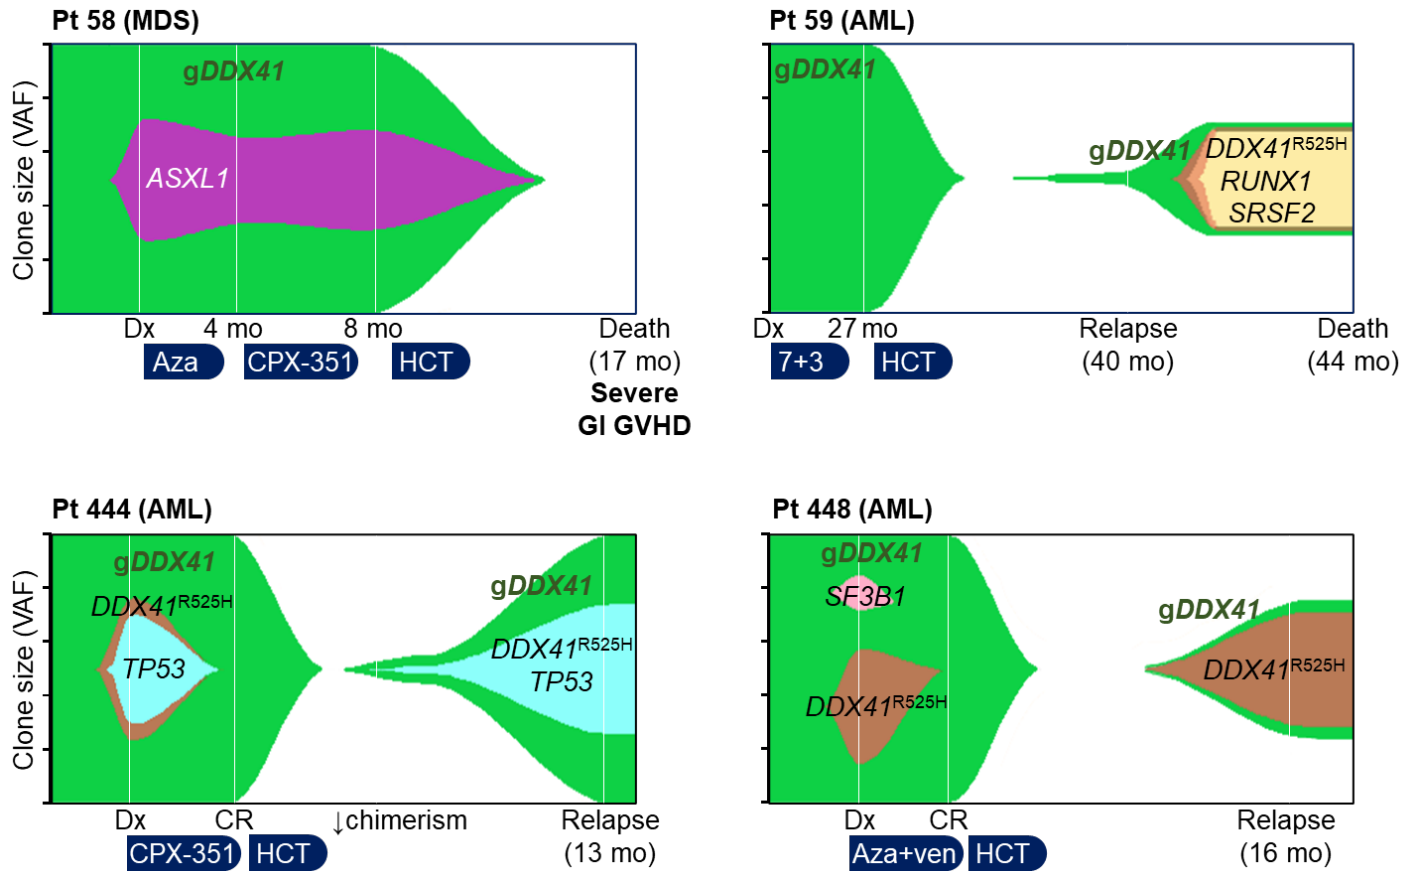 Pt 58 (MDS)
Clone size (VAF)
gDDX41
ASXL1
Dx 4 mo 8 mo Death
(17 mo)
Aza CPX-351 HCT
Severe
GI GVHD
Pt 59 (AML)
gDDX41
gDDX41
DDX41R525H
RUNX1
SRSF2
Dx 27 mo Relapse Death
(40 mo) (44 mo)
7+3 HCT
Pt 444 (AML)
Clone size (VAF)
gDDX41
DDX41R525H
TP53
gDDX41
DDX41R525H
TP53
Dx CR ↓chimerism Relapse
(13 mo)
CPX-351 HCT
Pt 448 (AML)
gDDX41
SF3B1
DDX41R525H
gDDX41
DDX41R525H
Dx CR Relapse
(16 mo)
Aza+ven HCT